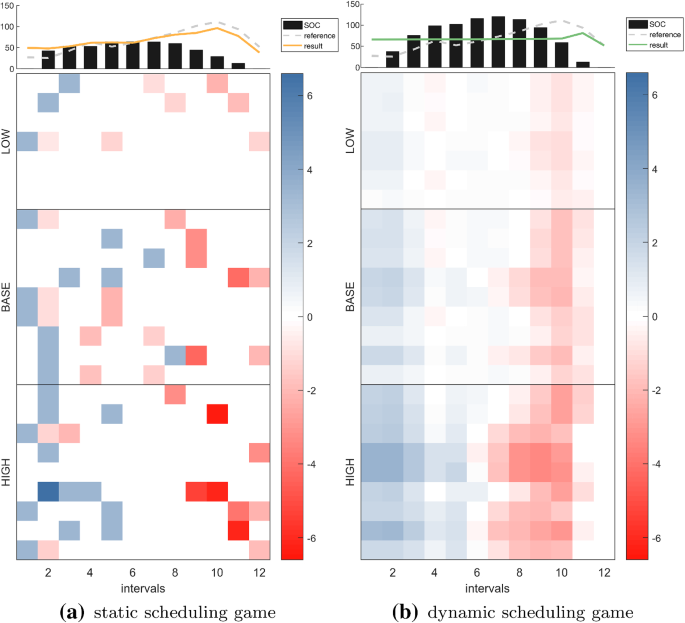 150
100
50
0
SOC
reference
result
LOW
BASE
HIGH
6
4
2
0
-2
-4
-6
2 4 6 8 10 12
intervals
(a) static scheduling game
150
100
50
0
SOC
reference
result
LOW
BASE
HIGH
6
4
2
0
-2
-4
-6
2 4 6 8 10 12
intervals
(b) dynamic scheduling game